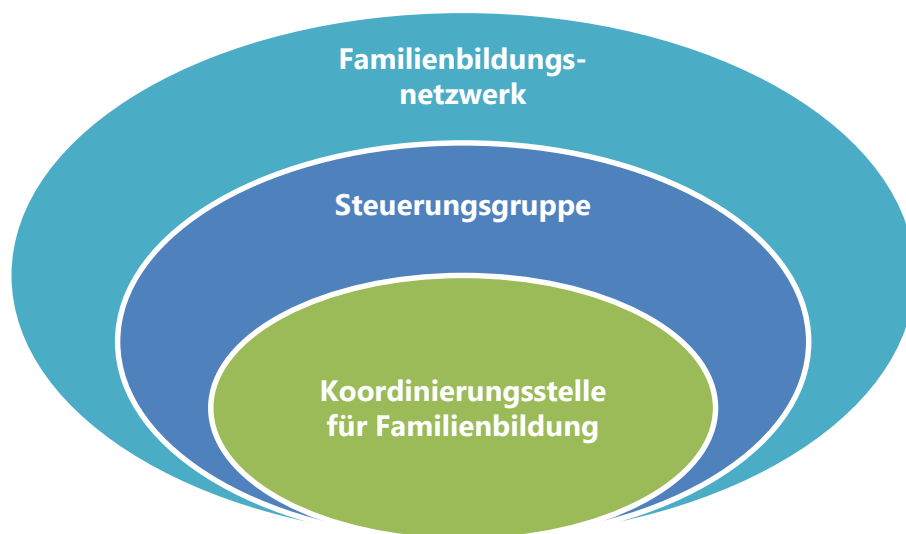 Familienbildungs-
netzwerk
Steuerungsgruppe
Koordinierungsstelle
für Familienbildung